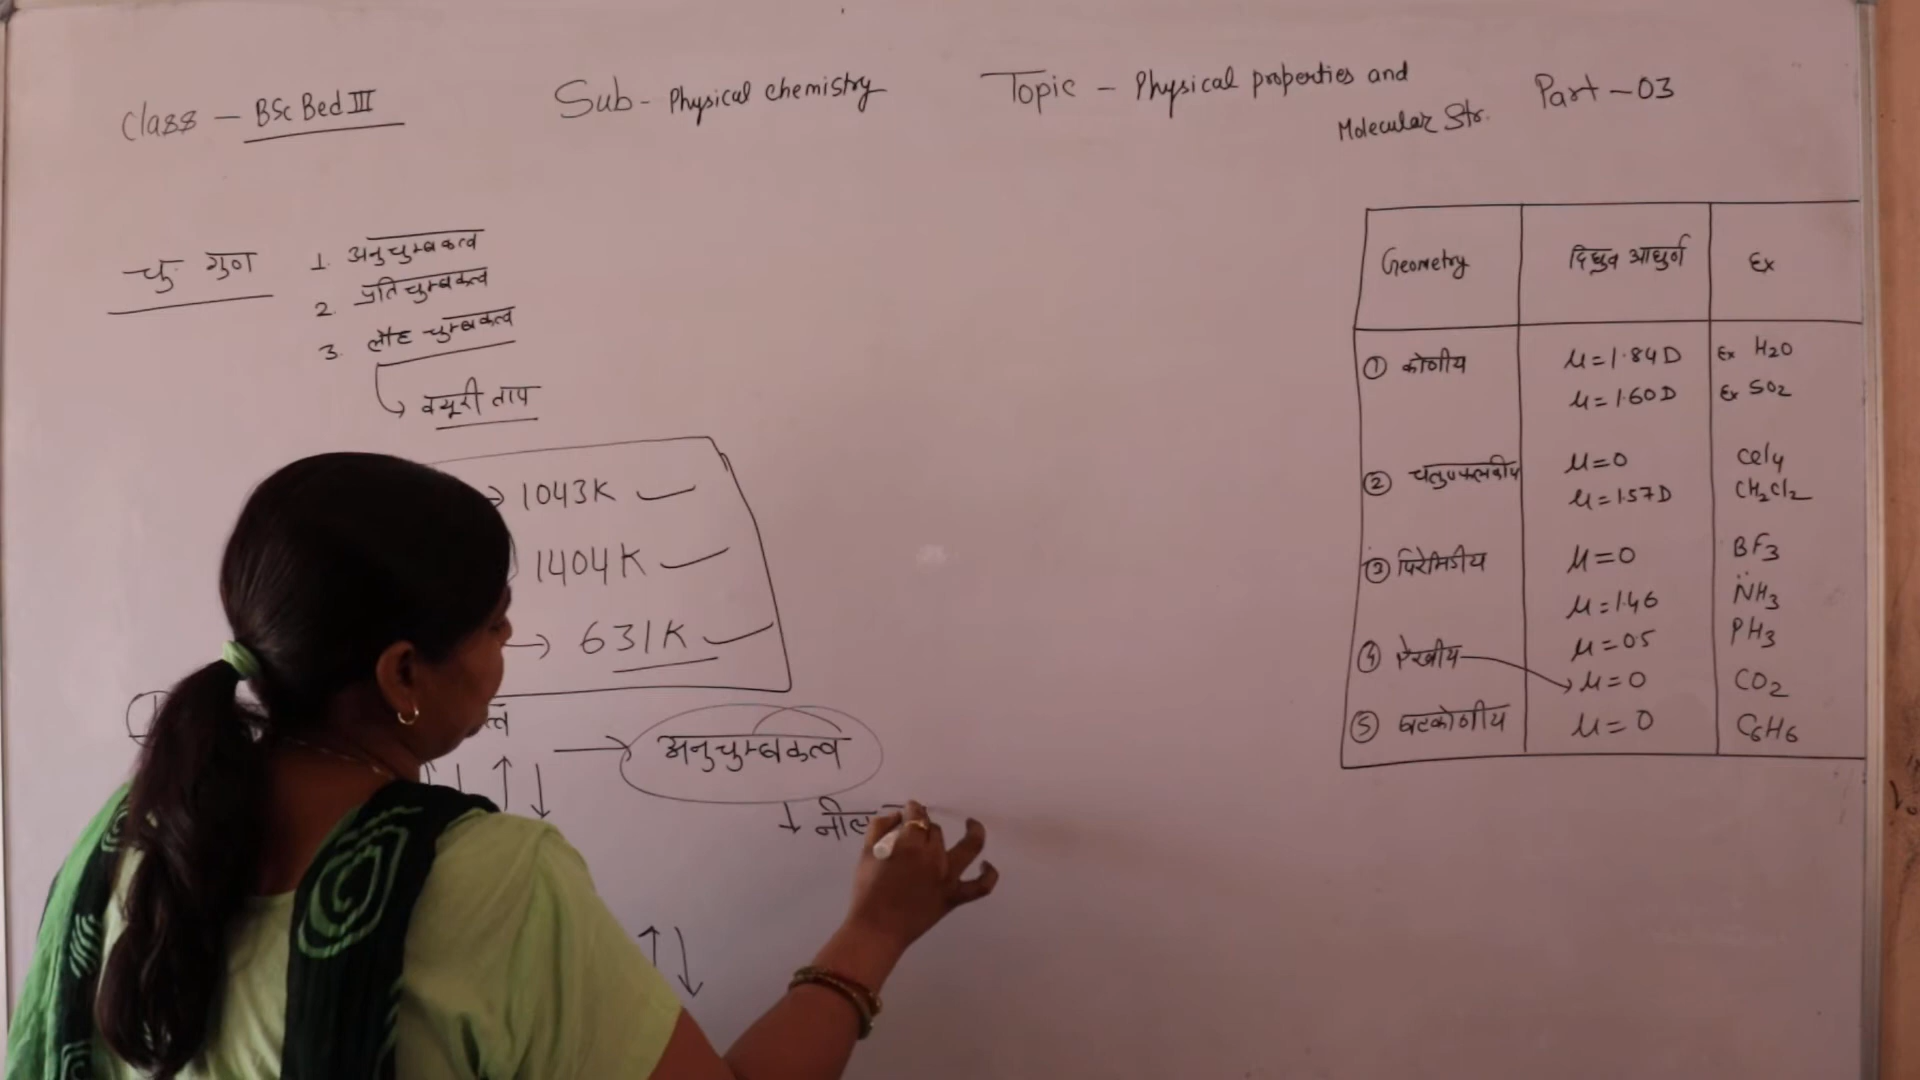 Class - BSc Bed III
Sub - Physical chemistry
Topic - Physical properties and
Molecular Str.
Part - 03
चु. गुण
1. अनुचुम्बकत्व
2. प्रतिचुम्बकत्व
3. लौह चुम्बकत्व
क्यूरी ताप
→ 1043K
1404K
→ 631K
→ अनुचुम्बकत्व
↓ नील
Geometry द्विध्रुव आघुर्ण Ex
① कोणीय μ=1.84D Ex H2O
μ=1.60D Ex SO2
② चतुष्फलकीय μ=0 CCl4
μ=1.57D CH2Cl2
③ पिरेमिडीय μ=0 BF3
μ=1.46 NH3
μ=05 PH3
④ रेखीय → μ=0 CO2
⑤ षटकोणीय μ=0 C6H6